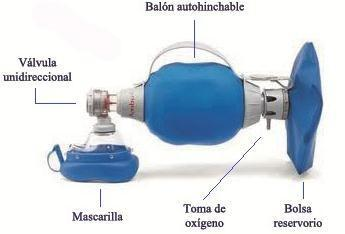 Balón autohinchable
Válvula
unidireccional
Mascarilla
Toma de
oxígeno
Bolsa
reservorio